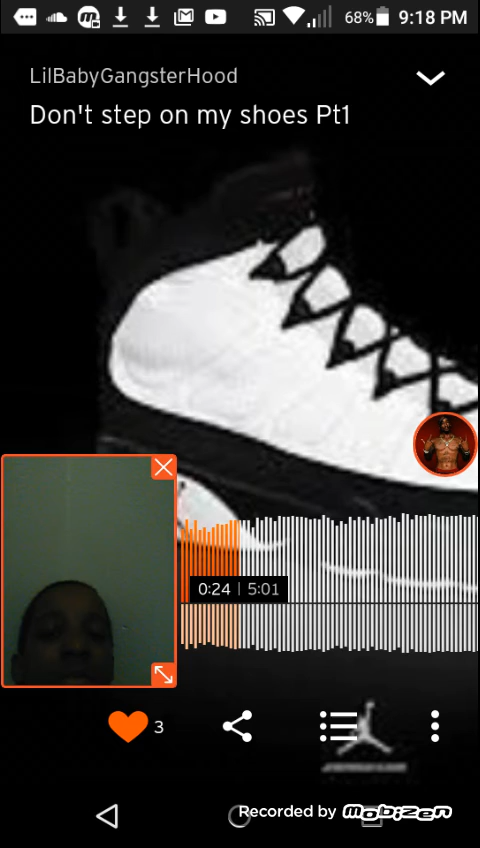 68% 9:18 PM
LilBabyGangsterHood
Don't step on my shoes Pt1
0:24 | 5:01
3
Recorded by mobizen